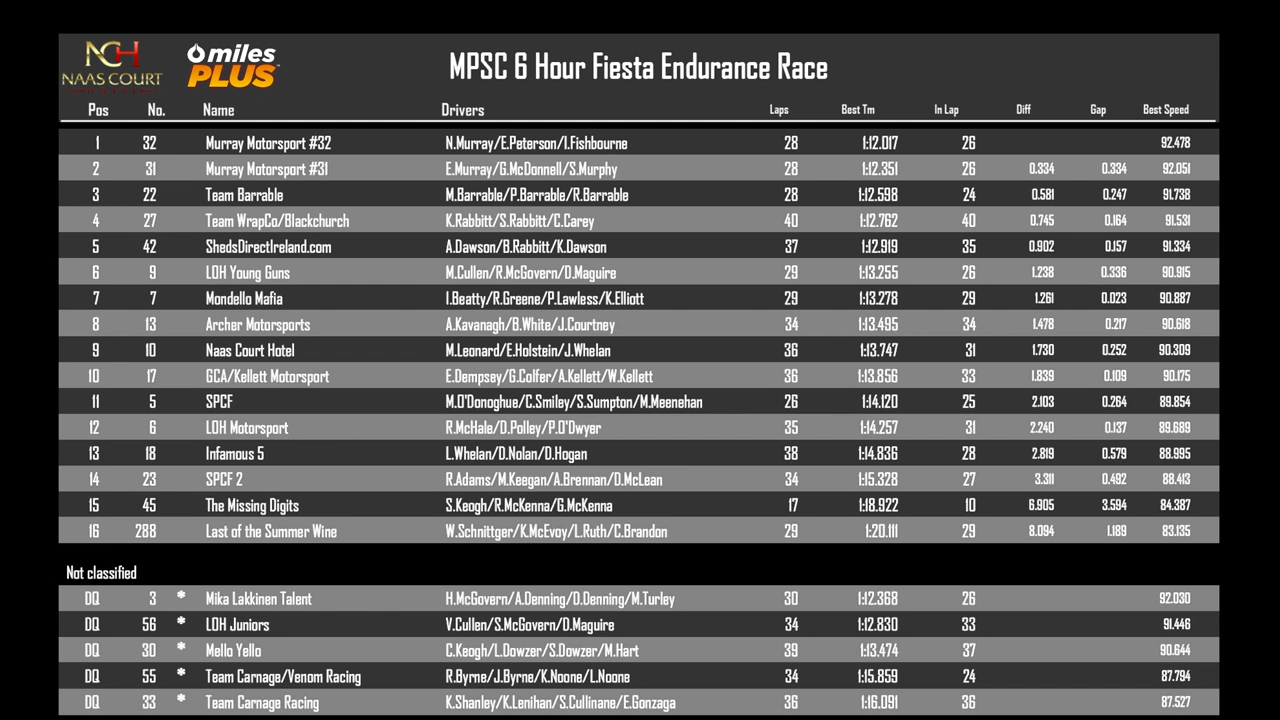 NCH
NAAS COURT
miles
PLUS
MPSC 6 Hour Fiesta Endurance Race
Pos No. Name Drivers Laps Best Tm In Lap Diff Gap Best Speed
1 32 Murray Motorsport #32 N.Murray/E.Peterson/I.Fishbourne 28 1:12.017 26 92.478
2 31 Murray Motorsport #31 E.Murray/G.McDonnell/S.Murphy 28 1:12.351 26 0.334 0.334 92.051
3 22 Team Barrable M.Barrable/P.Barrable/R.Barrable 28 1:12.598 24 0.581 0.247 91.738
4 27 Team WrapCo/Blackchurch K.Rabbitt/S.Rabbitt/C.Carey 40 1:12.762 40 0.745 0.164 91.531
5 42 ShedsDirectIreland.com A.Dawson/B.Rabbitt/K.Dawson 37 1:12.919 35 0.902 0.157 91.334
6 9 LOH Young Guns M.Cullen/R.McGovern/D.Maguire 29 1:13.255 26 1.238 0.336 90.915
7 7 Mondello Mafia I.Beatty/R.Greene/P.Lawless/K.Elliott 29 1:13.278 29 1.261 0.023 90.887
8 13 Archer Motorsports A.Kavanagh/B.White/J.Courtney 34 1:13.495 34 1.478 0.217 90.618
9 10 Naas Court Hotel M.Leonard/E.Holstein/J.Whelan 36 1:13.747 31 1.730 0.252 90.309
10 17 GCA/Kellett Motorsport E.Dempsey/G.Colfer/A.Kellett/W.Kellett 36 1:13.856 33 1.839 0.109 90.175
11 5 SPCF M.O'Donoghue/C.Smiley/S.Sumpton/M.Meenehan 26 1:14.120 25 2.103 0.264 89.854
12 6 LOH Motorsport R.McHale/D.Polley/P.O'Dwyer 35 1:14.257 31 2.240 0.137 89.689
13 18 Infamous 5 L.Whelan/D.Nolan/D.Hogan 38 1:14.836 28 2.819 0.579 88.995
14 23 SPCF 2 R.Adams/M.Keegan/A.Brennan/D.McLean 34 1:15.328 27 3.311 0.492 88.413
15 45 The Missing Digits S.Keogh/R.McKenna/G.McKenna 17 1:18.922 10 6.905 3.594 84.387
16 288 Last of the Summer Wine W.Schnittger/K.McEvoy/L.Ruth/C.Brandon 29 1:20.111 29 8.094 1.189 83.135
Not classified
DQ 3 * Mika Lakkinen Talent H.McGovern/A.Denning/D.Denning/M.Turley 30 1:12.368 26 92.030
DQ 56 * LOH Juniors V.Cullen/S.McGovern/D.Maguire 34 1:12.830 33 91.446
DQ 30 * Mello Yello C.Keogh/L.Dowzer/S.Dowzer/M.Hart 39 1:13.474 37 90.644
DQ 55 * Team Carnage/Venom Racing R.Byrne/J.Byrne/K.Noone/L.Noone 34 1:15.859 24 87.794
DQ 33 * Team Carnage Racing K.Shanley/K.Lenihan/S.Cullinane/E.Gonzaga 36 1:16.091 36 87.527